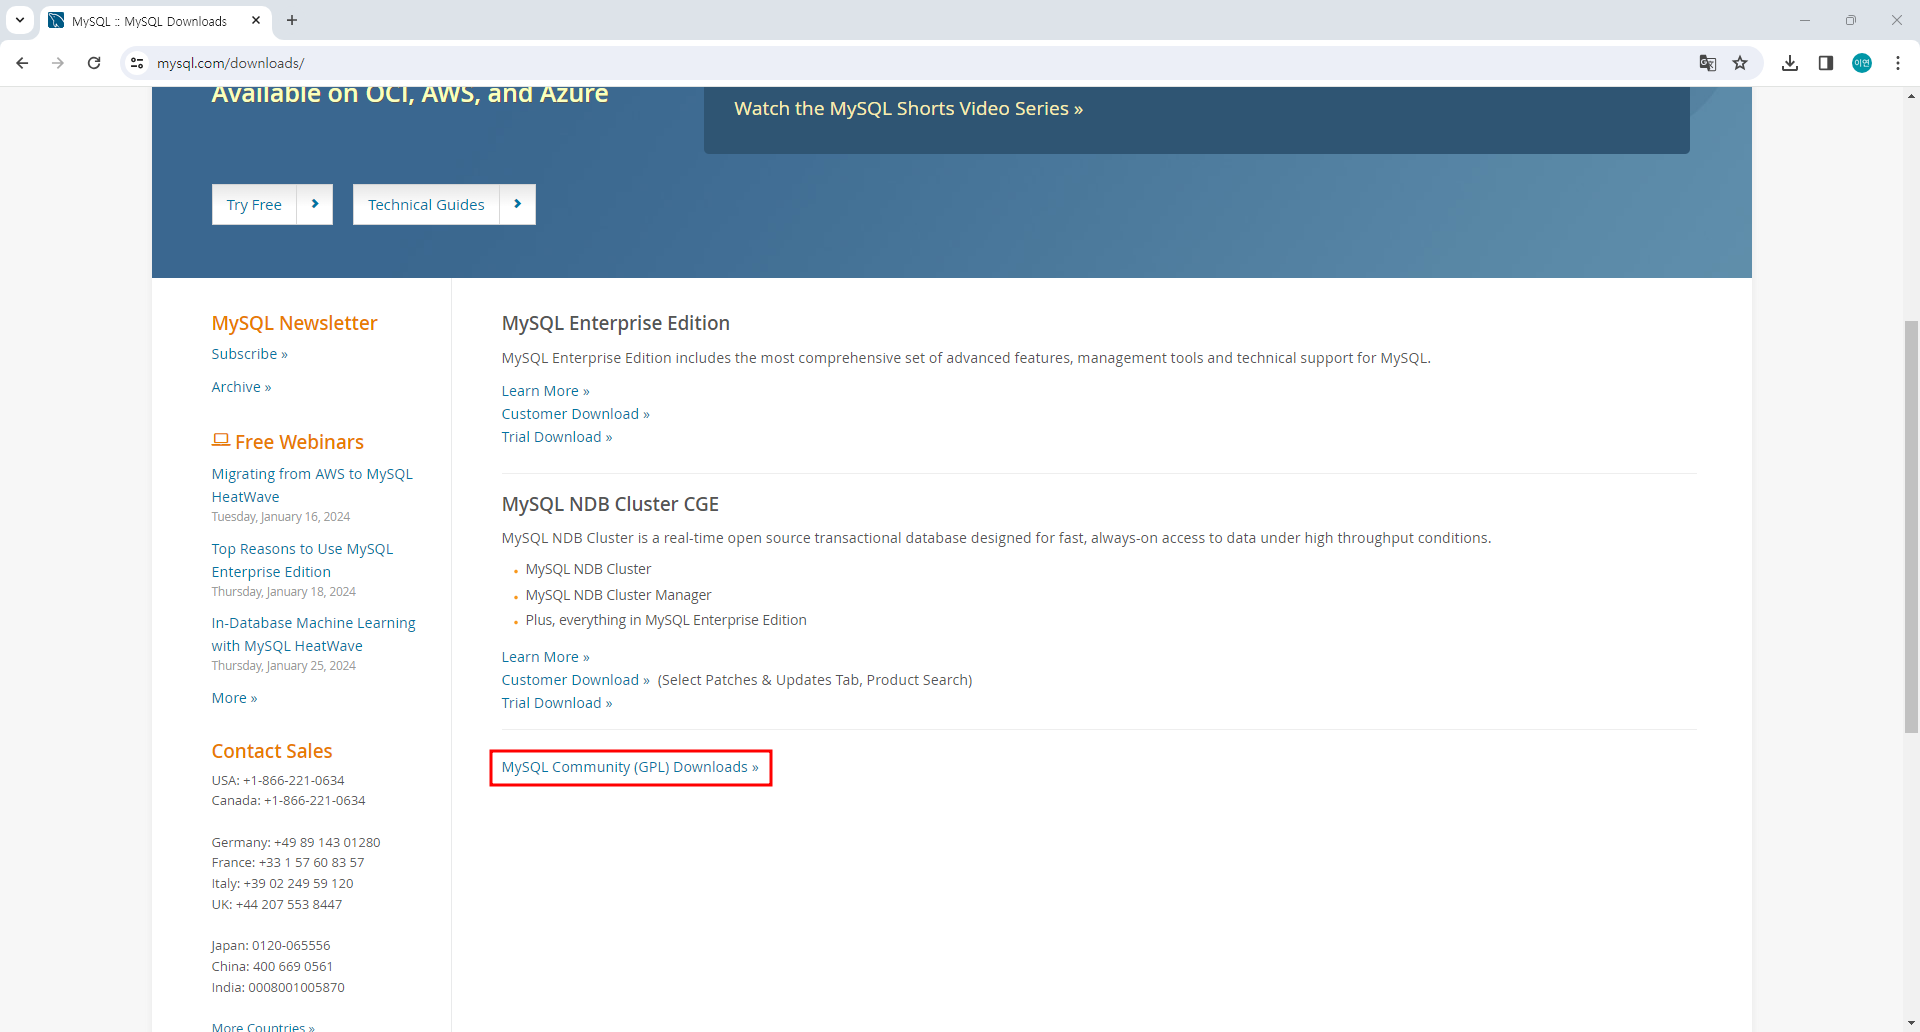 MySQL :: MySQL Downloads
mysql.com/downloads/
이연
Available on OCI, AWS, and Azure
Watch the MySQL Shorts Video Series »
Try Free
Technical Guides
MySQL Newsletter
Subscribe »
Archive »
Free Webinars
Migrating from AWS to MySQL
HeatWave
Tuesday, January 16, 2024
Top Reasons to Use MySQL
Enterprise Edition
Thursday, January 18, 2024
In-Database Machine Learning
with MySQL HeatWave
Thursday, January 25, 2024
More »
Contact Sales
USA: +1-866-221-0634
Canada: +1-866-221-0634
Germany: +49 89 143 01280
France: +33 1 57 60 83 57
Italy: +39 02 249 59 120
UK: +44 207 553 8447
Japan: 0120-065556
China: 400 669 0561
India: 0008001005870
More Countries »
MySQL Enterprise Edition
MySQL Enterprise Edition includes the most comprehensive set of advanced features, management tools and technical support for MySQL.
Learn More »
Customer Download »
Trial Download »
MySQL NDB Cluster CGE
MySQL NDB Cluster is a real-time open source transactional database designed for fast, always-on access to data under high throughput conditions.
• MySQL NDB Cluster
• MySQL NDB Cluster Manager
• Plus, everything in MySQL Enterprise Edition
Learn More »
Customer Download » (Select Patches & Updates Tab, Product Search)
Trial Download »
MySQL Community (GPL) Downloads »